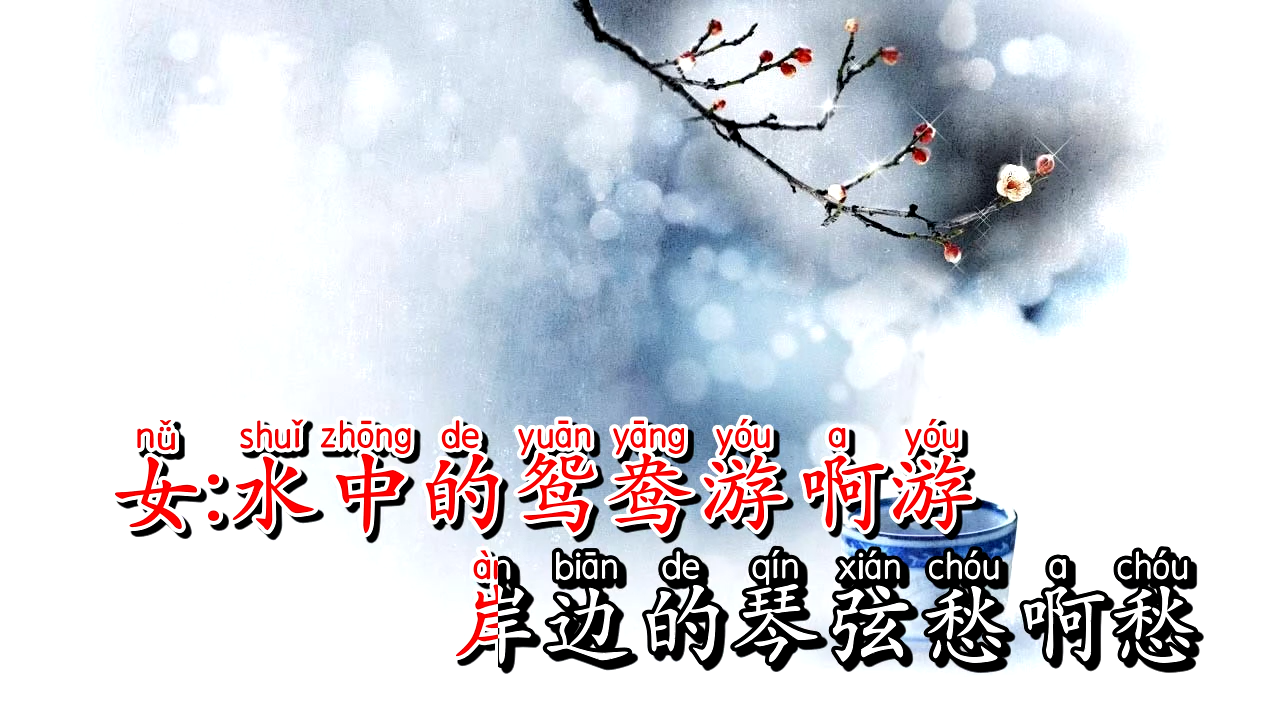 nǚ shuǐ zhōng de yuān yāng yóu a yóu
女:水中的鸳鸯游啊游
àn biān de qín xián chóu a chóu
岸边的琴弦愁啊愁